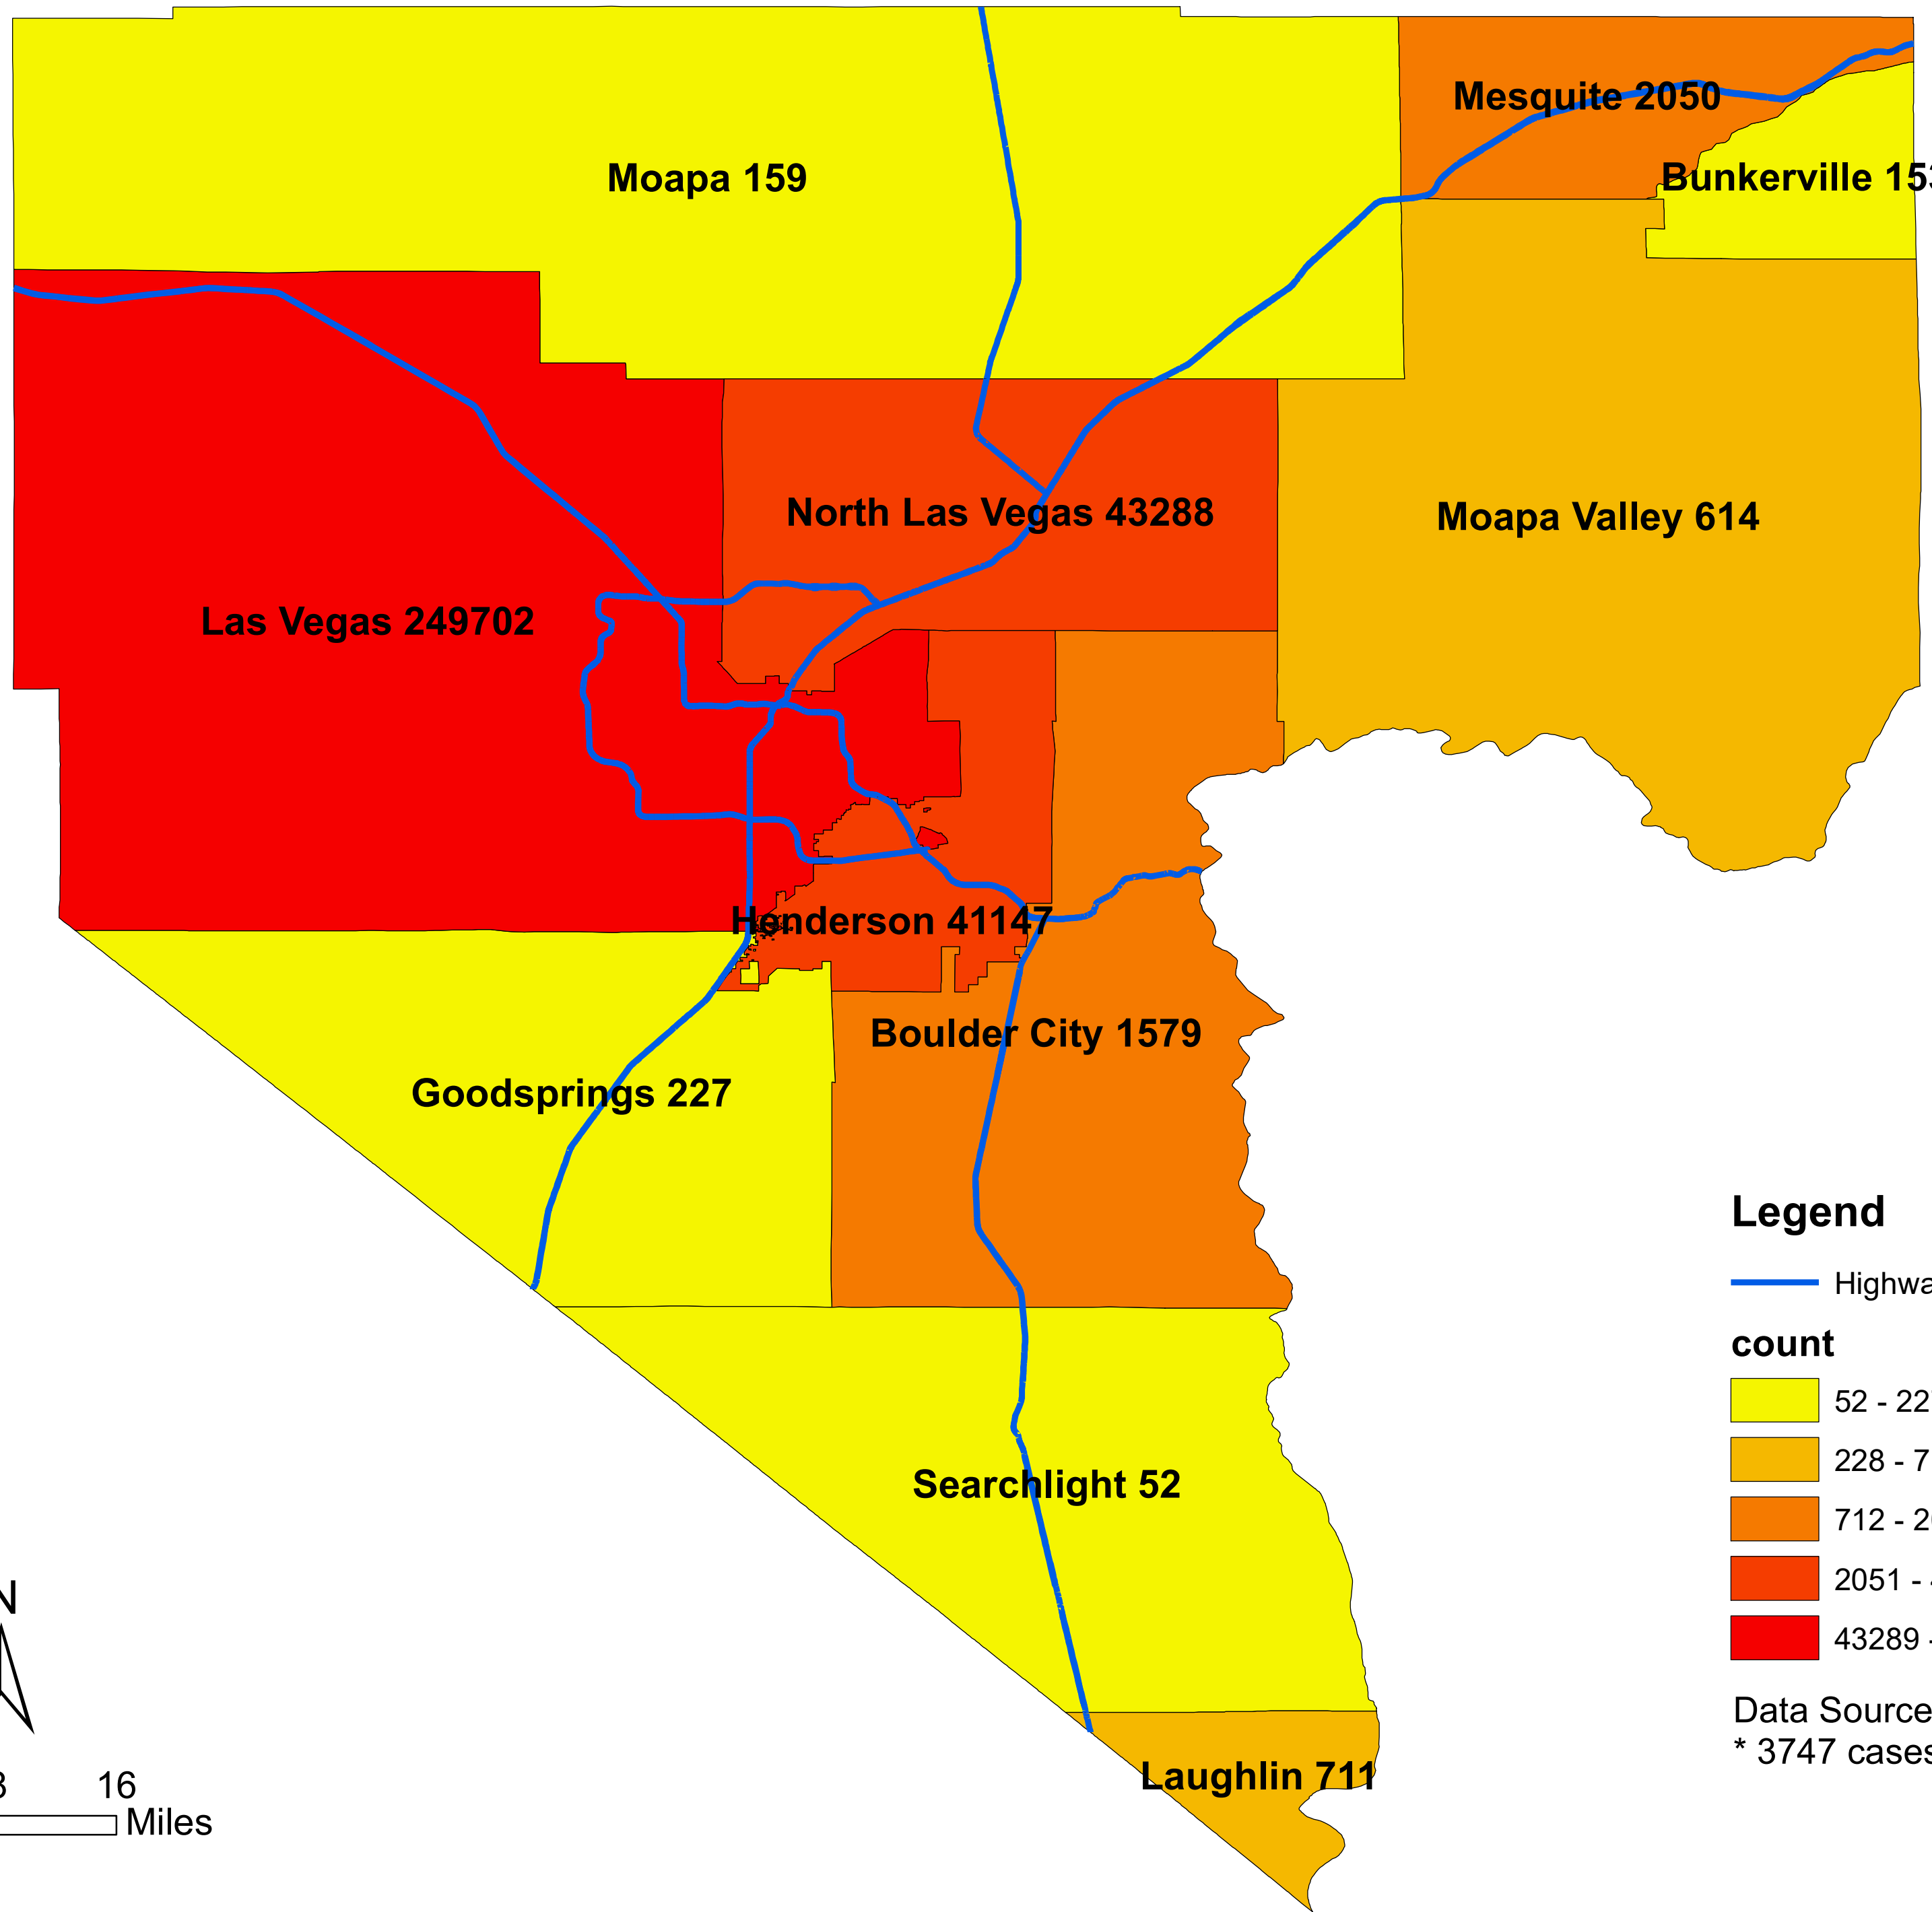 Mesquite 2050
Moapa 159
Bunkerville 153
North Las Vegas 43288
Moapa Valley 614
Las Vegas 249702
Henderson 41147
Boulder City 1579
Goodsprings 227
Searchlight 52
Laughlin 711
Legend
Highwa
count
52 - 22
228 - 7
712 - 2
2051 -
43289 -
Data Source
* 3747 cases
N
16
Miles